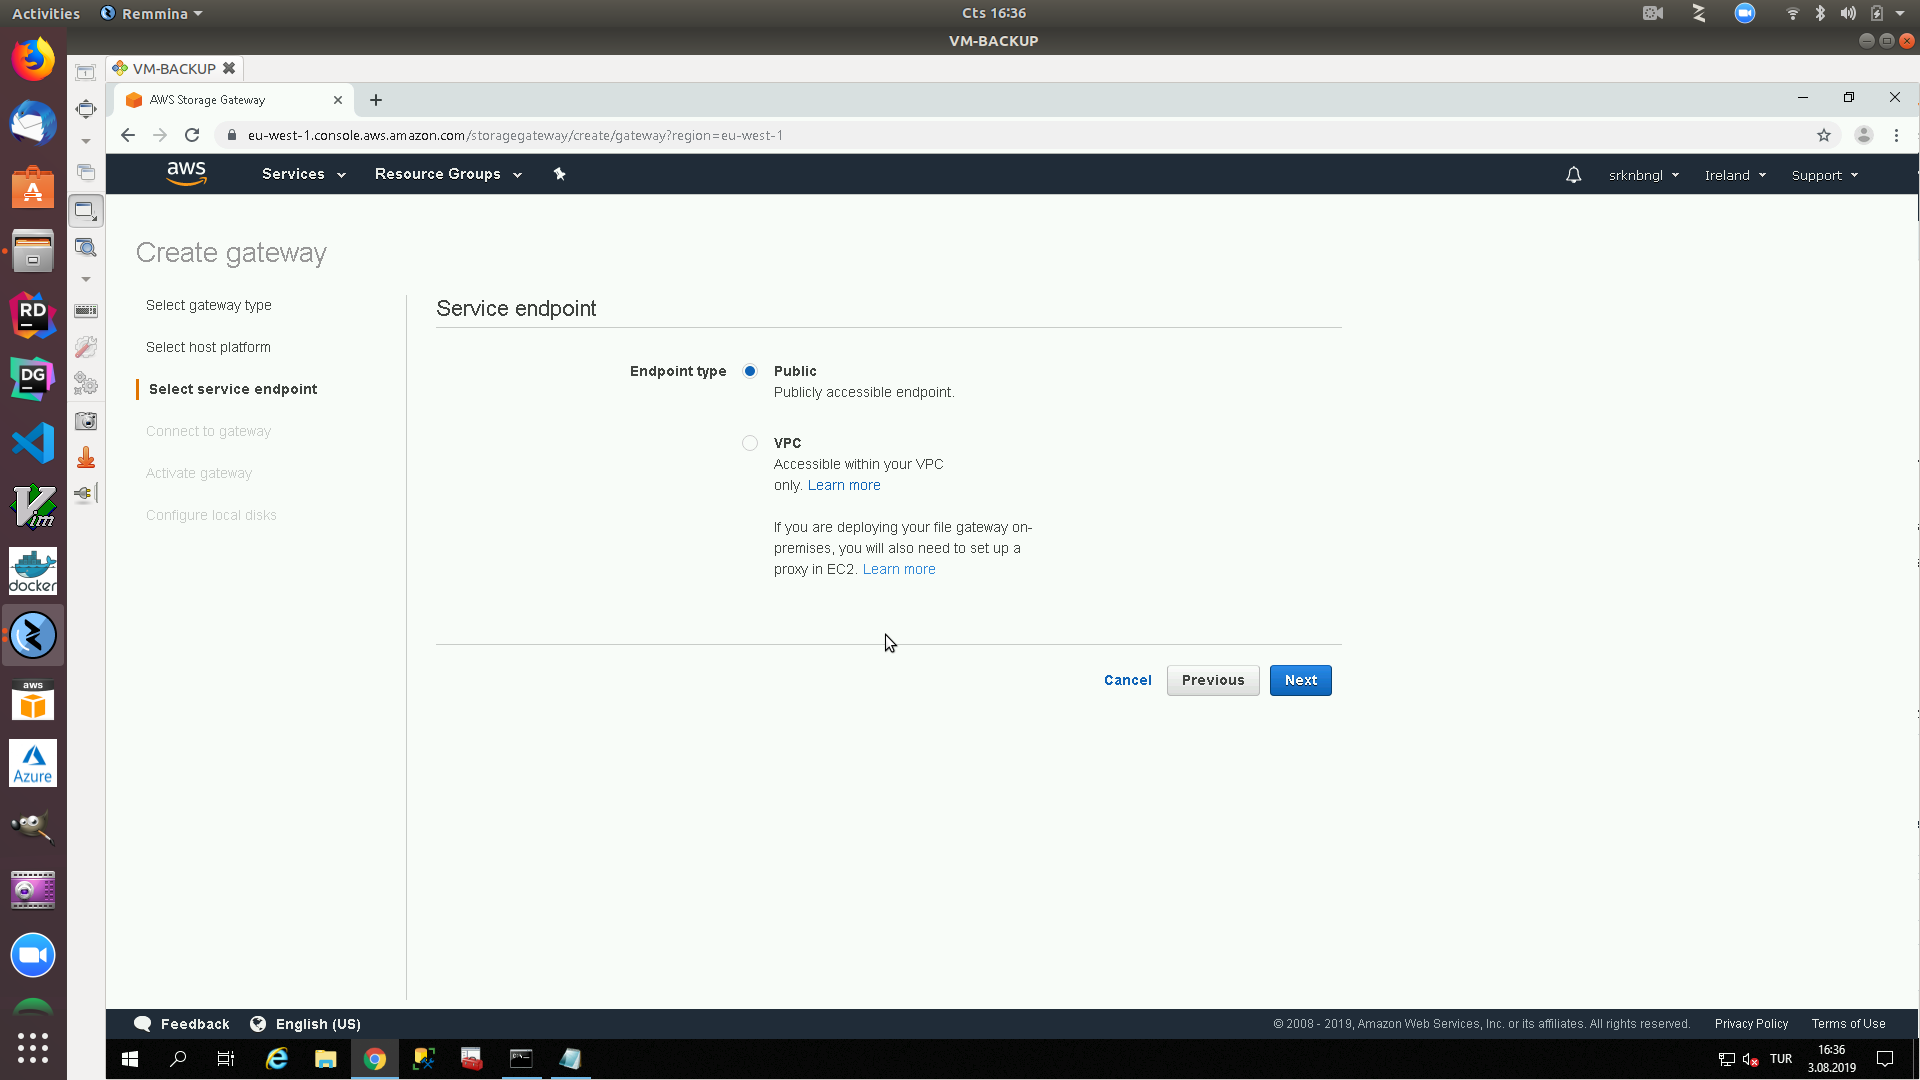 Activities
Remmina
Cts 16:36
VM-BACKUP
VM-BACKUP
AWS Storage Gateway
eu-west-1.console.aws.amazon.com/storagegateway/create/gateway?region=eu-west-1
aws
Services
Resource Groups
srknbngl
Ireland
Support
Create gateway
Select gateway type
Select host platform
Select service endpoint
Connect to gateway
Activate gateway
Configure local disks
Service endpoint
Endpoint type
Public
Publicly accessible endpoint.
VPC
Accessible within your VPC
only. Learn more
If you are deploying your file gateway on-
premises, you will also need to set up a
proxy in EC2. Learn more
Cancel
Previous
Next
RD
DG
Vim
docker
aws
Azure
Feedback
English (US)
© 2008 - 2019, Amazon Web Services, Inc. or its affiliates. All rights reserved.
Privacy Policy
Terms of Use
TUR
16:36
3.08.2019